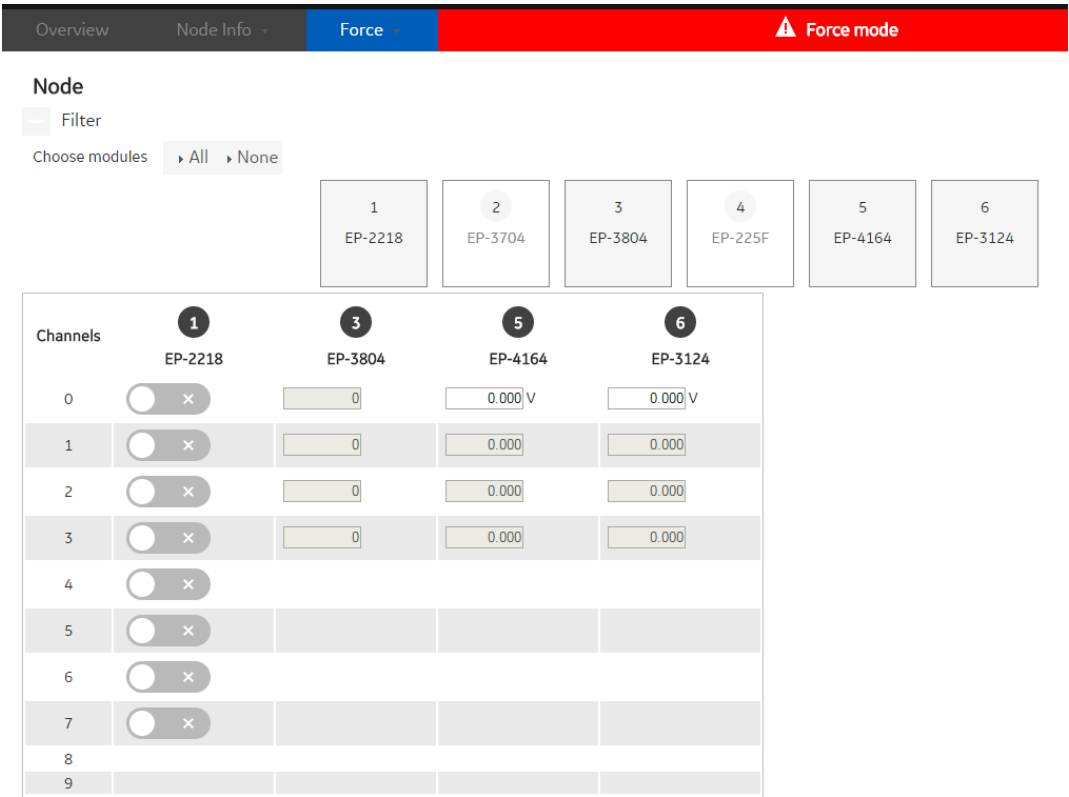 Overview Node Info Force Force mode
Node
Filter
Choose modules All None
1 2 3 4 5 6
EP-2218 EP-3704 EP-3804 EP-225F EP-4164 EP-3124
Channels 1 3 5 6
EP-2218 EP-3804 EP-4164 EP-3124
0 0 0.000 V 0.000 V
1 0 0.000 0.000
2 0 0.000 0.000
3 0 0.000 0.000
4
5
6
7
8
9